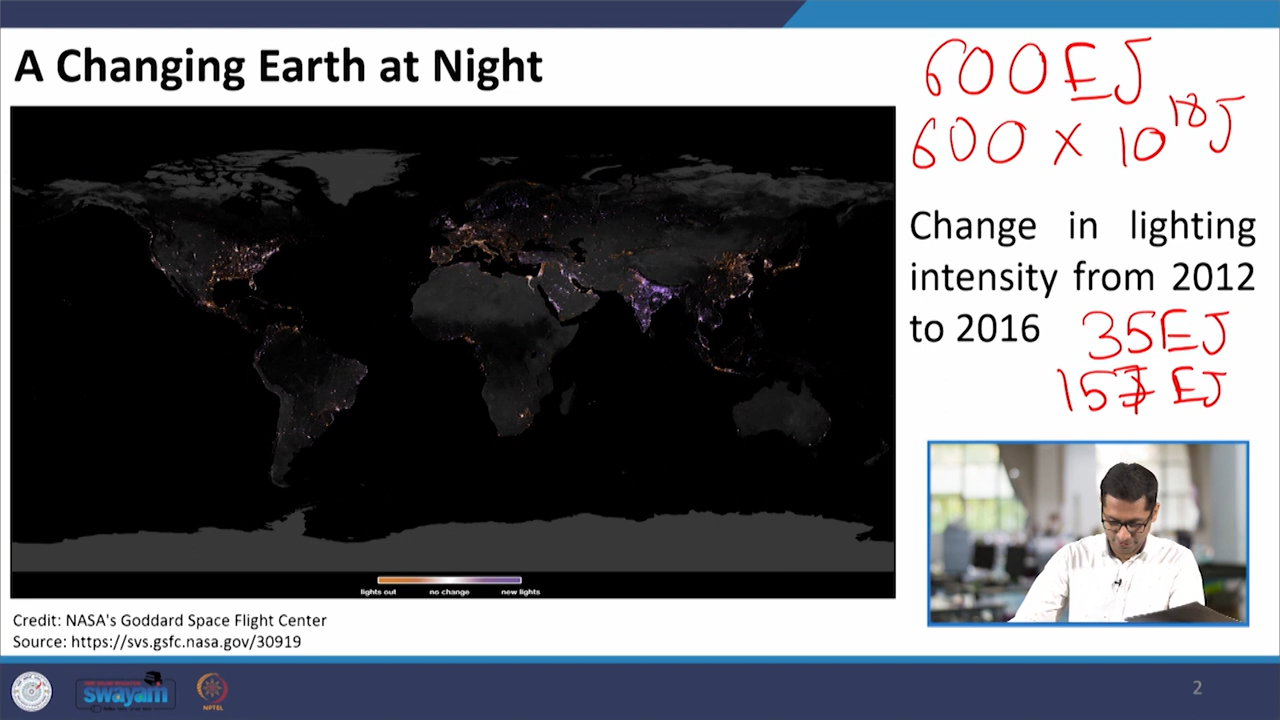 A Changing Earth at Night
600 EJ
600 x 10^18 J
Change in lighting
intensity from 2012
to 2016
35 EJ
157 EJ
lights out no change new lights
Credit: NASA's Goddard Space Flight Center
Source: https://svs.gsfc.nasa.gov/30919
swayam
NPTEL
2